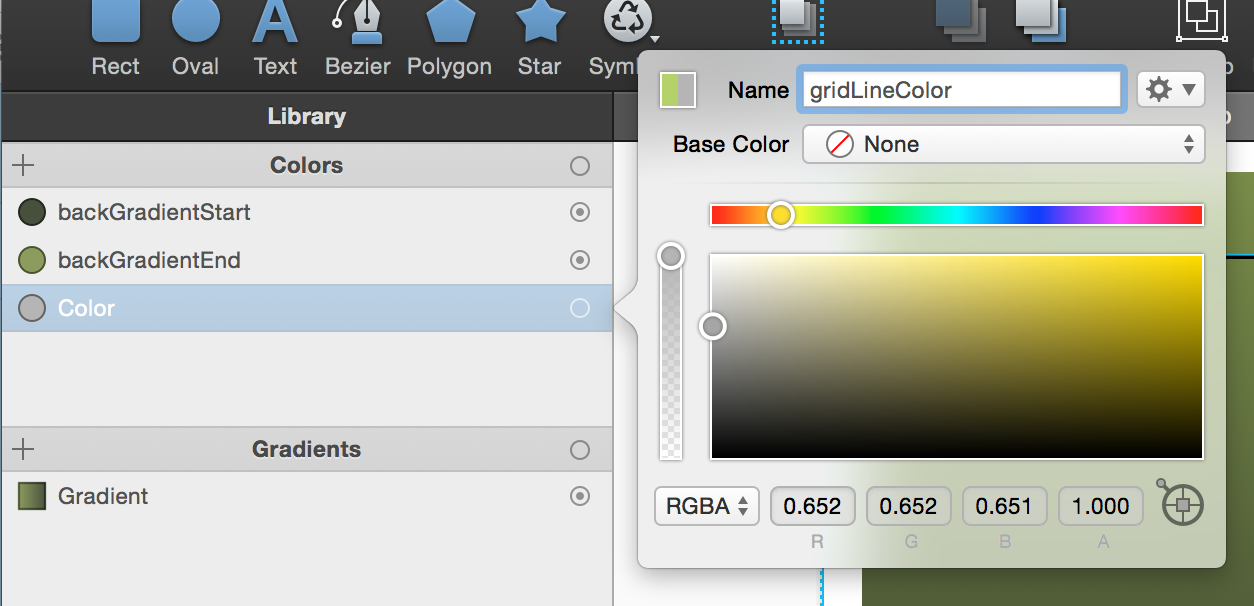 Rect Oval Text Bezier Polygon Star
Library
Colors
backGradientStart
backGradientEnd
Color
Gradients
Gradient
Name gridLineColor
Base Color None
RGBA 0.652 0.652 0.651 1.000
R G B A